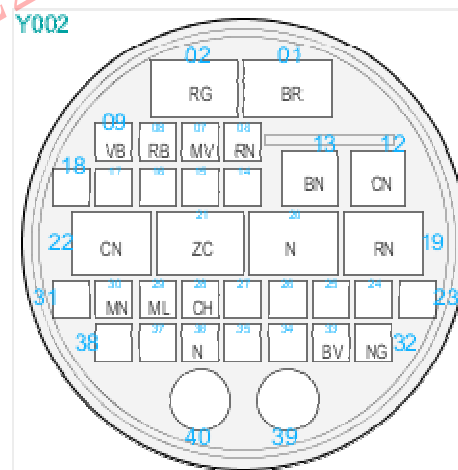 Y002
02 01
RG BR
09 08 07 03
VB RB MV RN
13 12
18 17 16 15 14
BN CN
21 20
22 CN ZC N RN 19
31 30 29 28 27 26 25 24 23
MN ML CH
38 37 36 35 34 33 32
N BV NG
40 39